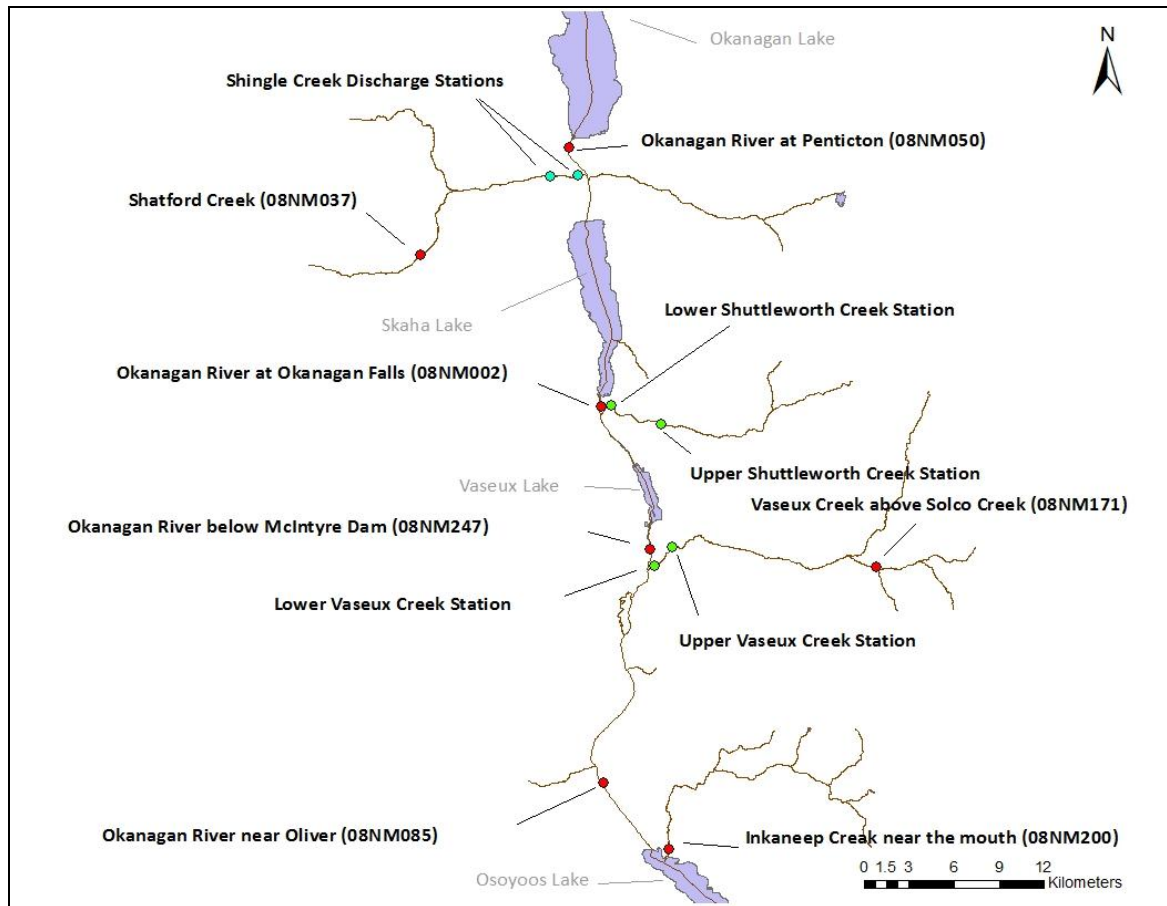 Okanagan Lake
N
Shingle Creek Discharge Stations
Okanagan River at Penticton (08NM050)
Shatford Creek (08NM037)
Lower Shuttleworth Creek Station
Skaha Lake
Okanagan River at Okanagan Falls (08NM002)
Upper Shuttleworth Creek Station
Vaseux Lake
Vaseux Creek above Solco Creek (08NM171)
Okanagan River below McIntyre Dam (08NM247)
Lower Vaseux Creek Station
Upper Vaseux Creek Station
Okanagan River near Oliver (08NM085)
Inkaneep Creak near the mouth (08NM200)
0 1.5 3 6 9 12
Kilometers
Osoyoos Lake